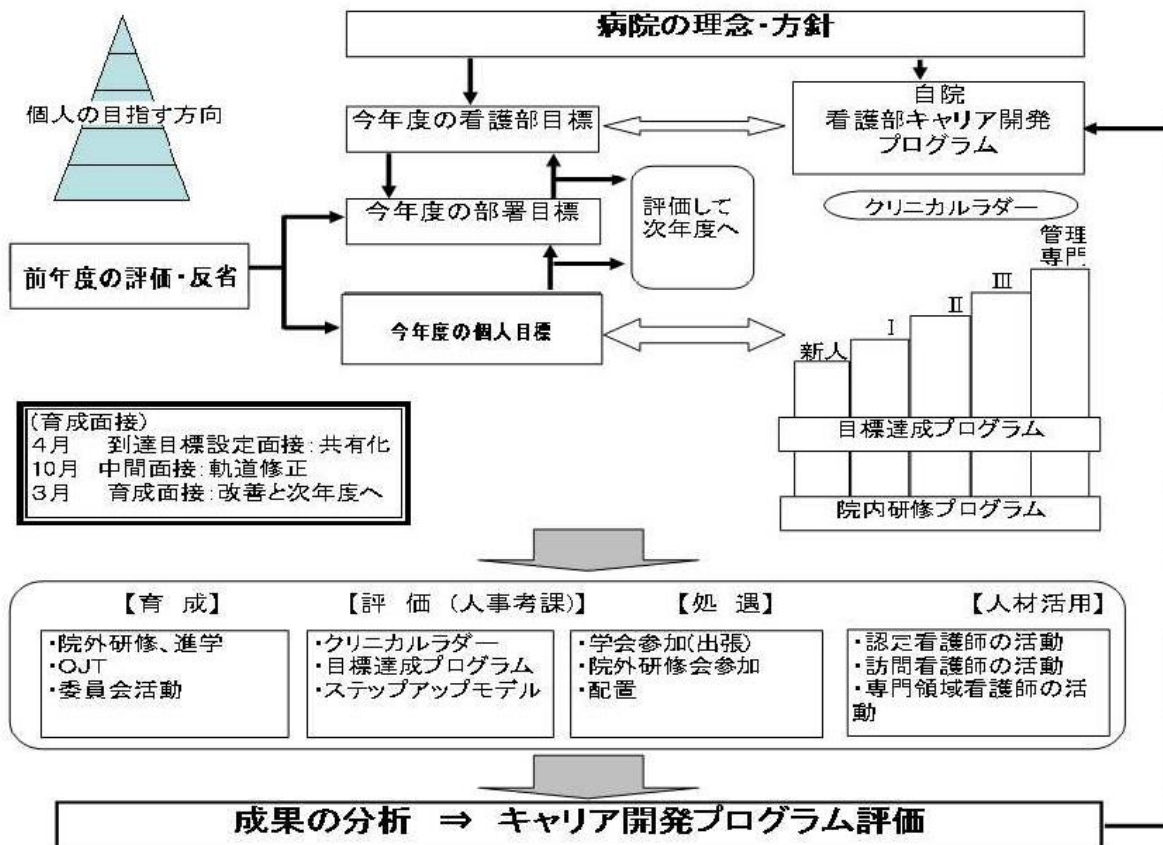 病院の理念・方針
個人の目指す方向
今年度の看護部目標
自院
看護部キャリア開発
プログラム
今年度の部署目標
評価して
次年度へ
クリニカルラダー
前年度の評価・反省
今年度の個人目標
新人
Ⅰ
Ⅱ
Ⅲ
管理
専門
目標達成プログラム
院内研修プログラム
(育成面接)
4月 到達目標設定面接:共有化
10月 中間面接:軌道修正
3月 育成面接:改善と次年度へ
【育 成】
・院外研修、進学
・OJT
・委員会活動
【評 価 (人事考課)】
・クリニカルラダー
・目標達成プログラム
・ステップアップモデル
【処 遇】
・学会参加(出張)
・院外研修会参加
・配置
【人材活用】
・認定看護師の活動
・訪問看護師の活動
・専門領域看護師の活
動
成果の分析 ⇒ キャリア開発プログラム評価